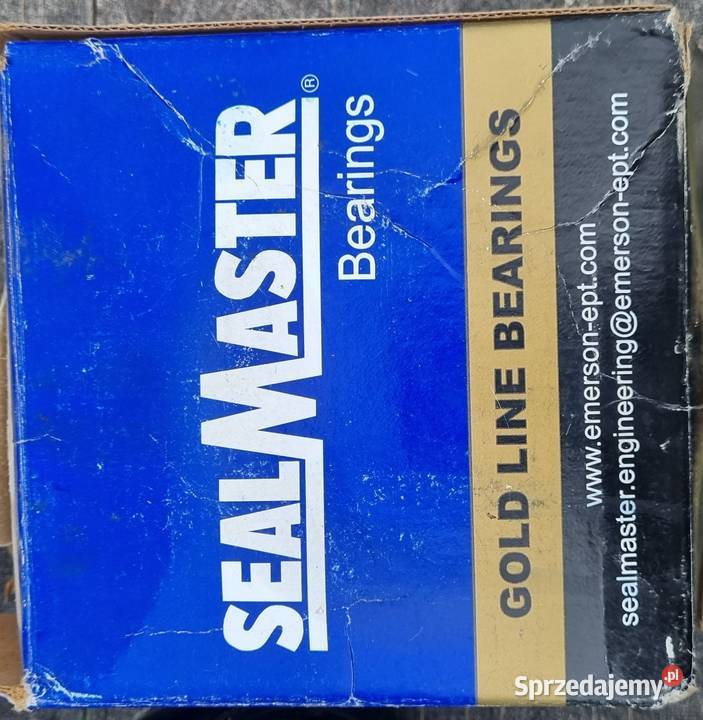 SEALMASTER®
Bearings
GOLD LINE BEARINGS
www.emerson-ept.com
sealmaster.engineering@emerson-ept.com
Sprzedajemy.pl